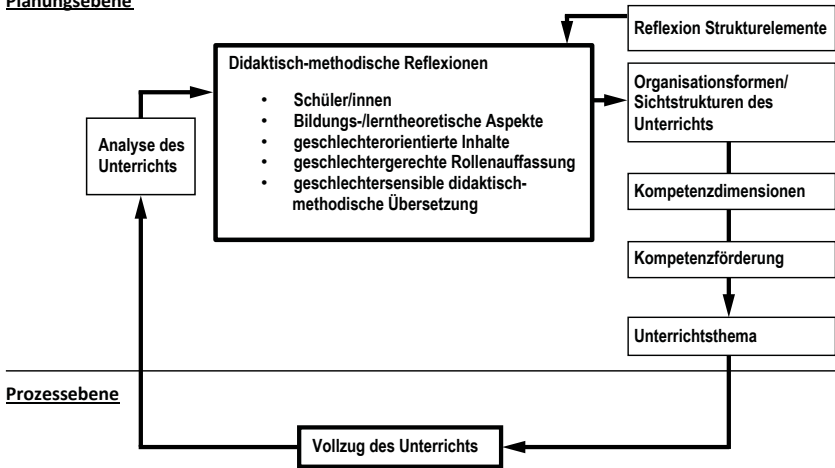 Planungsebene
Reflexion Strukturelemente
Didaktisch-methodische Reflexionen
• Schüler/innen
• Bildungs-/lerntheoretische Aspekte
• geschlechterorientierte Inhalte
• geschlechtergerechte Rollenauffassung
• geschlechtersensible didaktisch-
methodische Übersetzung
Organisationsformen/
Sichtstrukturen des
Unterrichts
Analyse des
Unterrichts
Kompetenzdimensionen
Kompetenzförderung
Unterrichtsthema
Prozessebene
Vollzug des Unterrichts